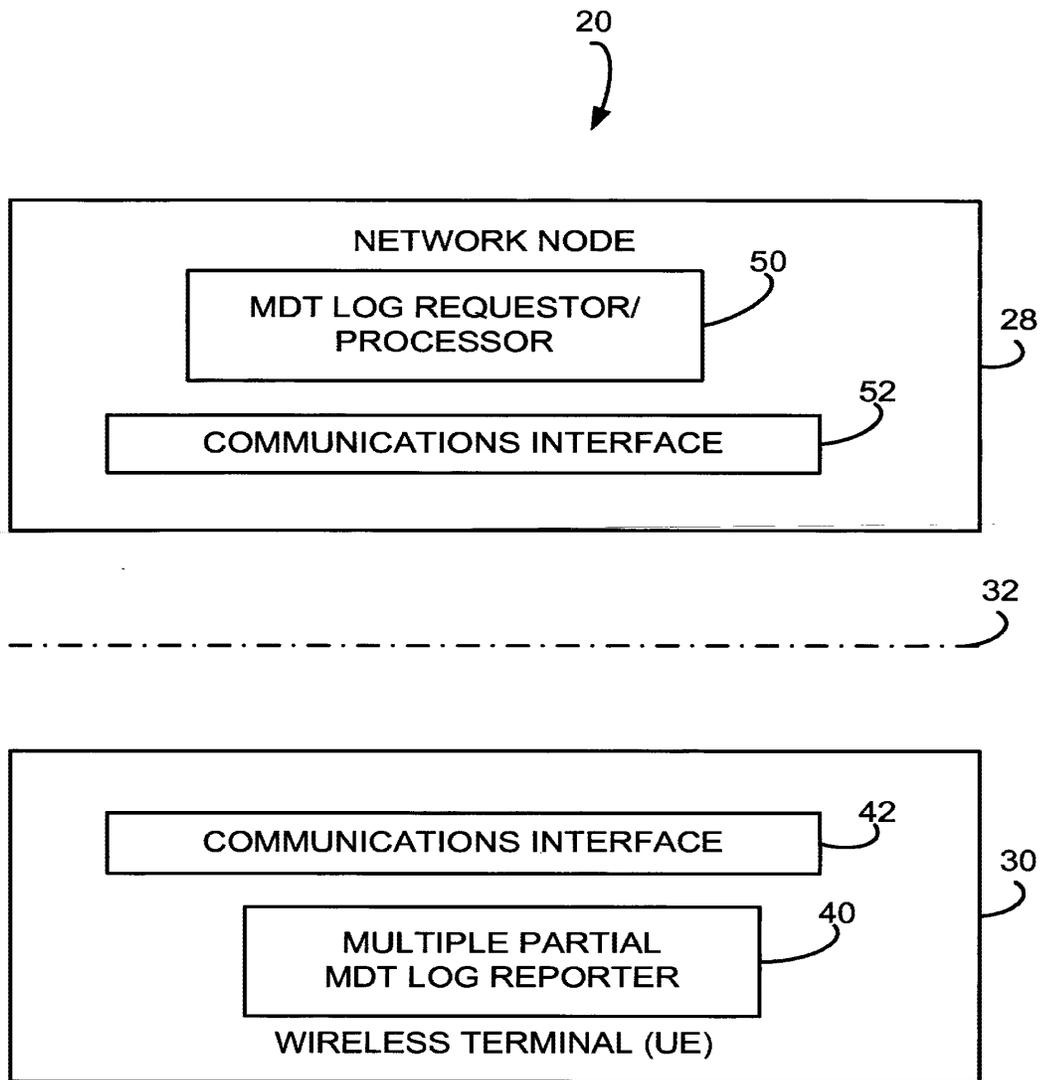 20
NETWORK NODE
50
MDT LOG REQUESTOR/
PROCESSOR
28
52
COMMUNICATIONS INTERFACE
32
42
COMMUNICATIONS INTERFACE
30
40
MULTIPLE PARTIAL
MDT LOG REPORTER
WIRELESS TERMINAL (UE)